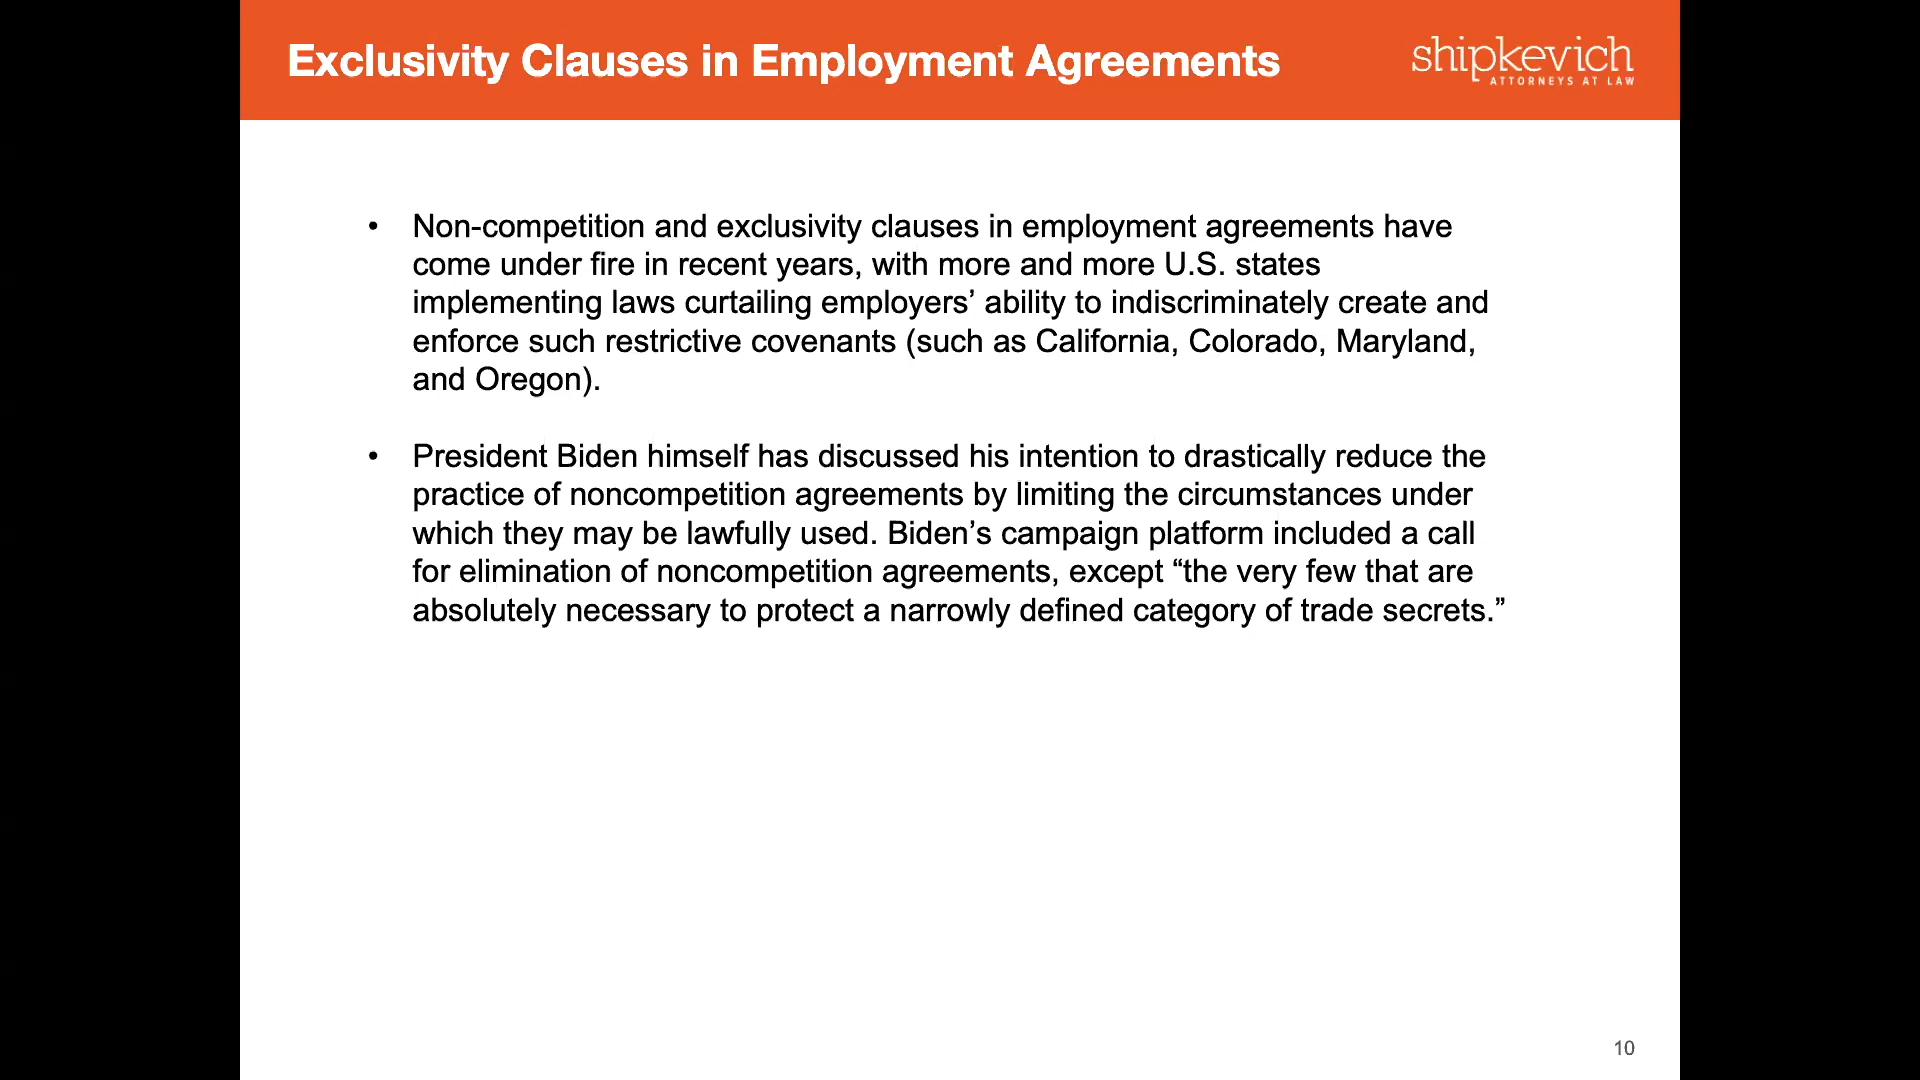 Exclusivity Clauses in Employment Agreements
shipkevich
ATTORNEYS AT LAW
• Non-competition and exclusivity clauses in employment agreements have
come under fire in recent years, with more and more U.S. states
implementing laws curtailing employers’ ability to indiscriminately create and
enforce such restrictive covenants (such as California, Colorado, Maryland,
and Oregon).
• President Biden himself has discussed his intention to drastically reduce the
practice of noncompetition agreements by limiting the circumstances under
which they may be lawfully used. Biden’s campaign platform included a call
for elimination of noncompetition agreements, except “the very few that are
absolutely necessary to protect a narrowly defined category of trade secrets.”
10